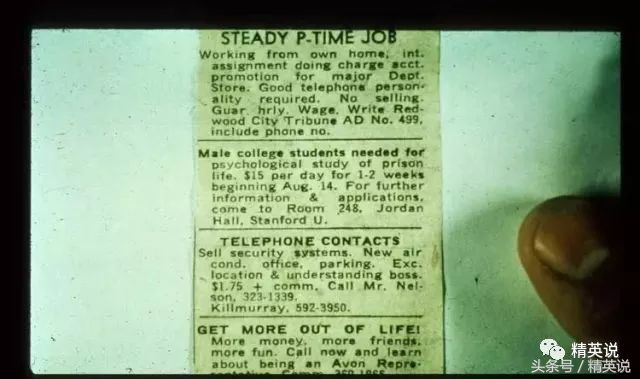 STEADY P-TIME JOB
Working from own home, int.
assignment doing charge acct.
promotion for major Dept.
Store. Good telephone person-
ality required. No selling.
Guar. hrly. Wage. Write Red-
wood City Tribune AD No. 499,
include phone no.
Male college students needed for
psychological study of prison
life. $15 per day for 1-2 weeks
beginning Aug. 14. For further
information & applications,
come to Room 248, Jordan
Hall, Stanford U.
TELEPHONE CONTACTS
Sell security systems. New air
cond. office, parking. Exc.
location & understanding boss.
$1.75 + comm. Call Mr. Nel-
son, 323-1339.
Killmurray, 592-3950.
GET MORE OUT OF LIFE!
More money, more friends,
more fun. Call now and learn
about being an Avon Repre-
精英说
头条号 / 精英说